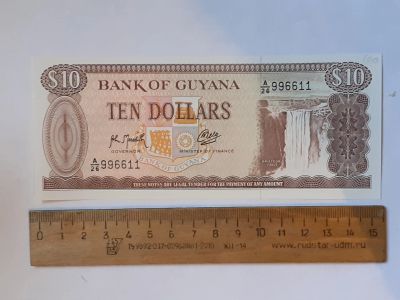 $10 BANK OF GUYANA $10
A/26 996611
TEN DOLLARS
GOVERNOR MINISTER OF FINANCE
BANK OF GUYANA
A/26 996611
KAIETEUR FALLS
THESE NOTES ARE LEGAL TENDER FOR THE PAYMENT OF ANY AMOUNT
0 1 2 3 4 5 6 7 8 9 10 11 12 13 14 15
www.rudstar-udm.ru